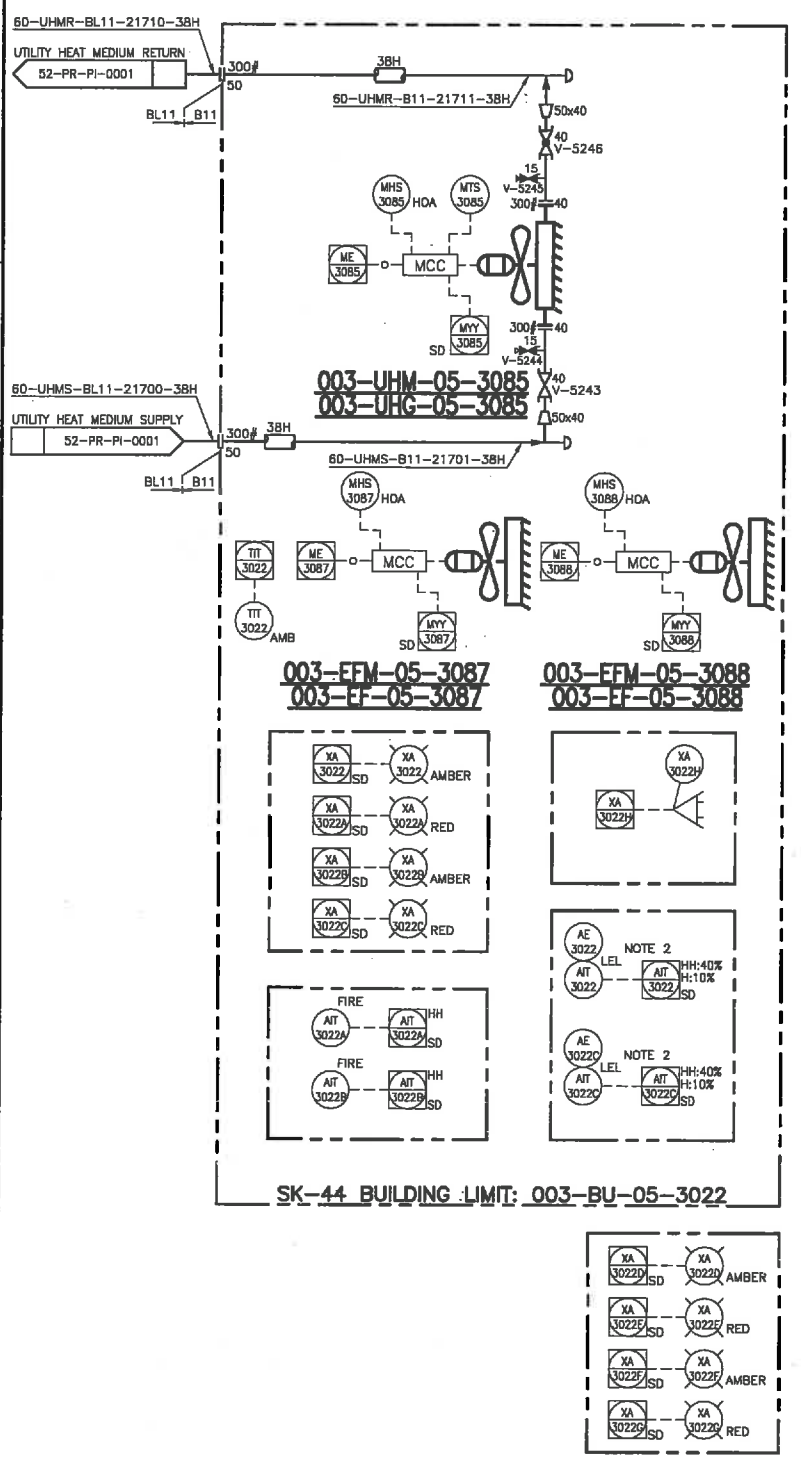 60-UHMR-BL11-21710-38H
UTILITY HEAT MEDIUM RETURN
52-PR-PI-0001
300#
50
BL11
B11
38H
60-UHMR-B11-21711-38H
50x40
40
V-5246
15
V-5245
300#
40
MHS
3085
HOA
MTS
3085
ME
3085
MCC
MYY
3085
SD
300#
40
15
V-5244
003-UHM-05-3085
003-UHG-05-3085
40
V-5243
50x40
60-UHMS-BL11-21700-38H
UTILITY HEAT MEDIUM SUPPLY
52-PR-PI-0001
300#
50
BL11
B11
38H
60-UHMS-B11-21701-38H
TIT
3022
TIT
3022
AMB
MHS
3087
HOA
ME
3087
MCC
MYY
3087
SD
003-EFM-05-3087
003-EF-05-3087
MHS
3088
HOA
ME
3088
MCC
MYY
3088
SD
003-EFM-05-3088
003-EF-05-3088
XA
3022
SD
XA
3022
AMBER
XA
3022A
SD
XA
3022A
RED
XA
3022B
SD
XA
3022B
AMBER
XA
3022C
SD
XA
3022C
RED
XA
3022H
XA
3022H
FIRE
AIT
3022A
AIT
3022A
HH
SD
FIRE
AIT
3022B
AIT
3022B
HH
SD
AE
3022
LEL
NOTE 2
AIT
3022
AIT
3022
HH:40%
H:10%
SD
AE
3022C
LEL
NOTE 2
AIT
3022C
AIT
3022C
HH:40%
H:10%
SD
SK-44 BUILDING LIMIT: 003-BU-05-3022
XA
3022D
SD
XA
3022D
AMBER
XA
3022E
SD
XA
3022E
RED
XA
3022F
SD
XA
3022F
AMBER
XA
3022G
SD
XA
3022G
RED